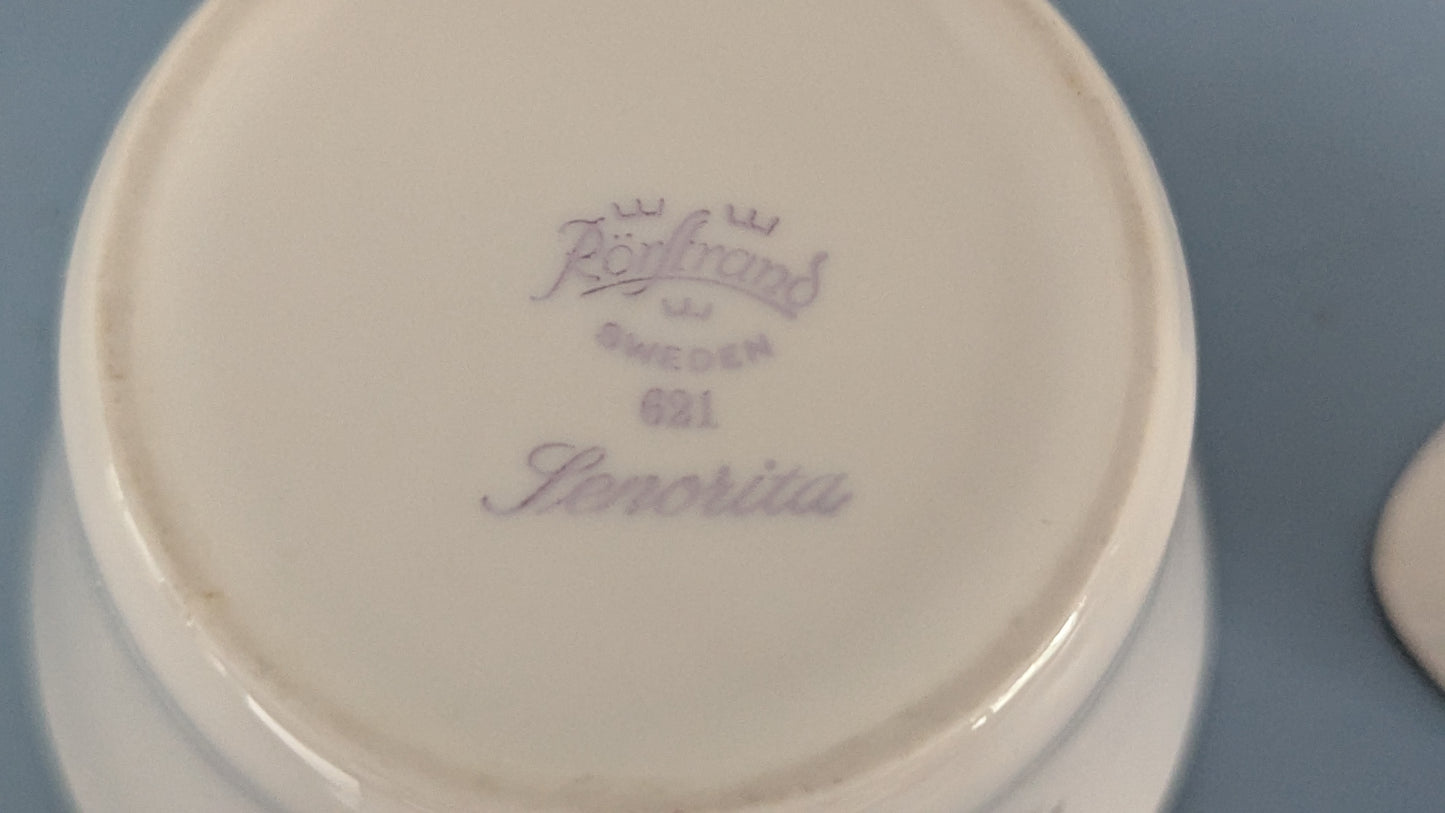 Rörstrand
SWEDEN
621
Senorita